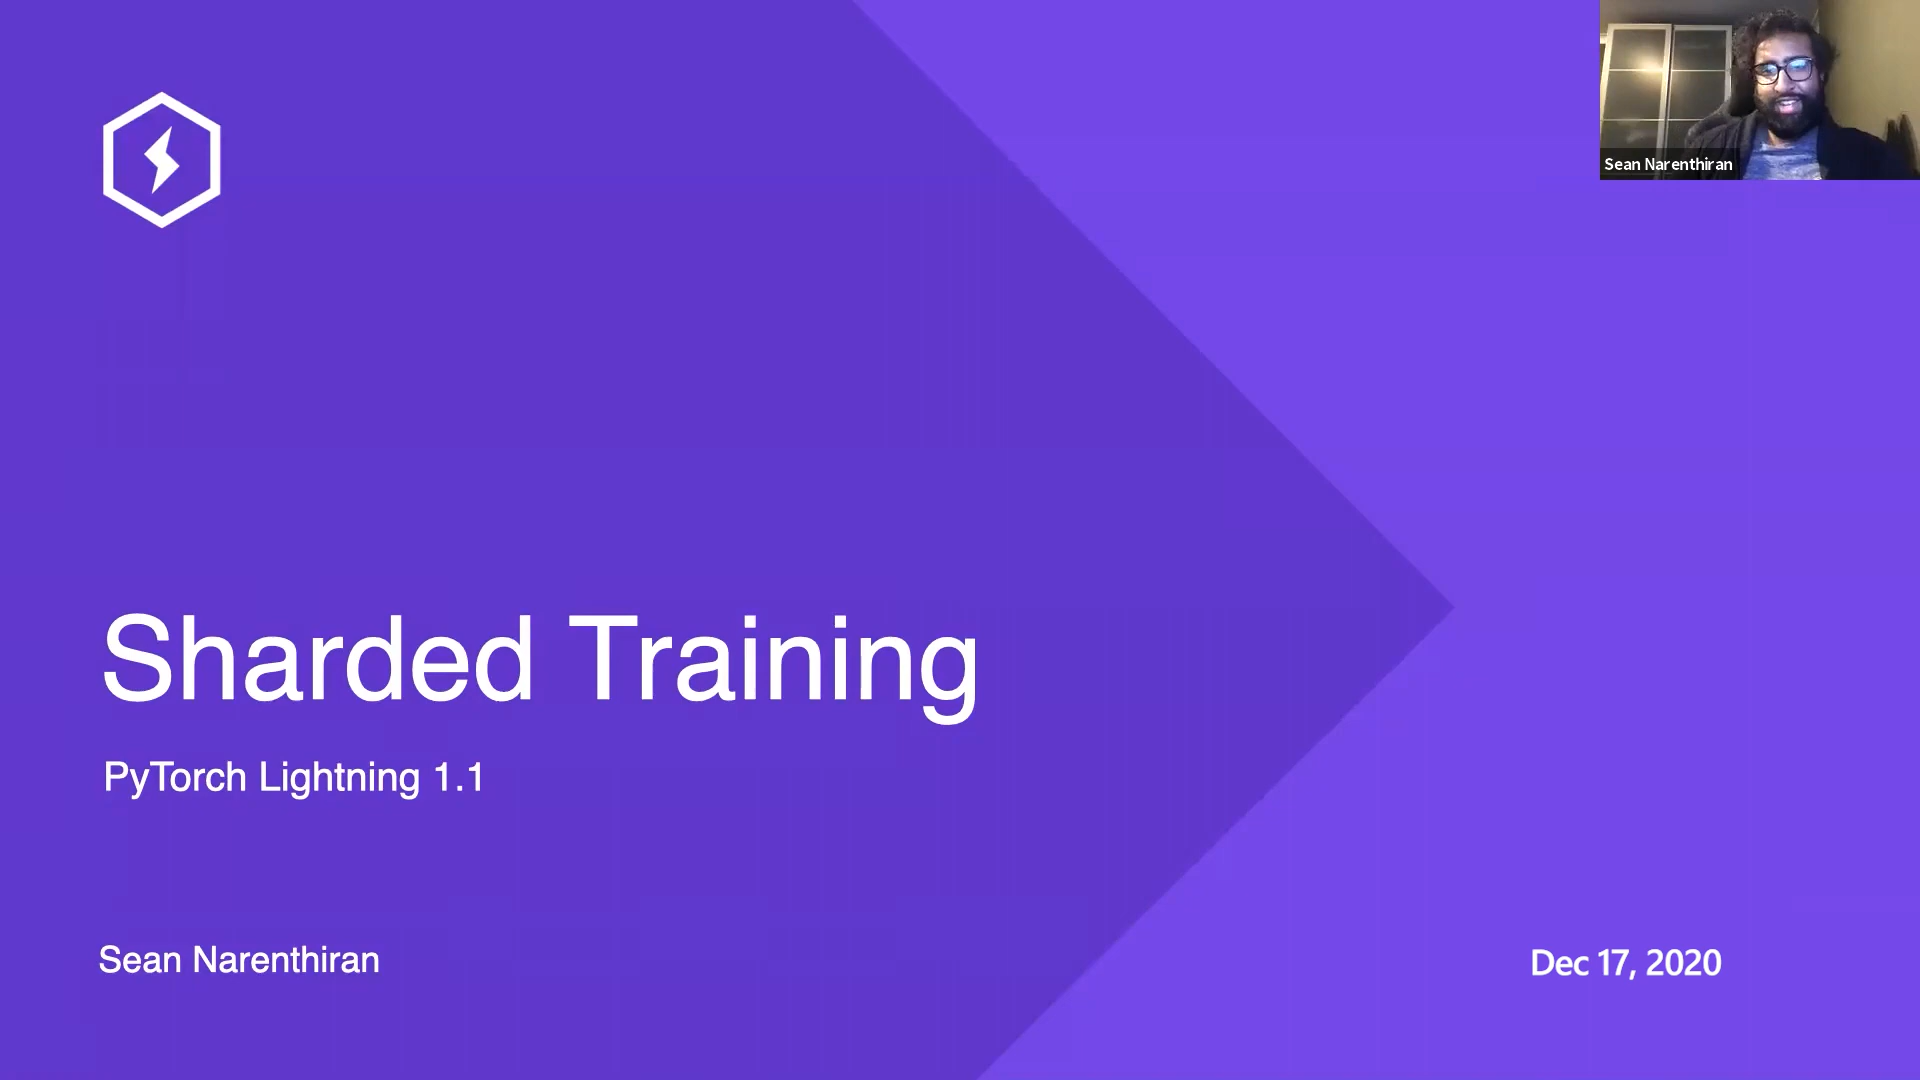 Sean Narenthiran
Sharded Training
PyTorch Lightning 1.1
Sean Narenthiran
Dec 17, 2020